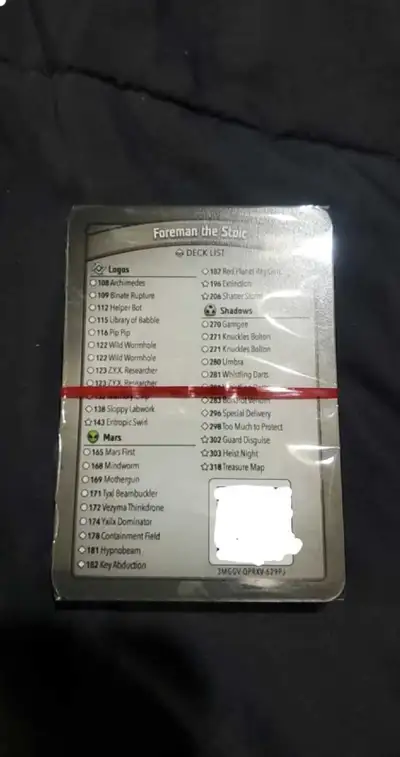 Foreman the Stoic
DECK LIST
Logos
108 Archimedes
109 Binate Rupture
112 Helper Bot
115 Library of Babble
116 Pip Pip
122 Wild Wormhole
122 Wild Wormhole
123 Z.Y.X. Researcher
123 Z.Y.X. Researcher
138 Sloppy Labwork
143 Entropic Swirl
Mars
165 Mars First
168 Mindworm
169 Mothergun
171 Tyxl Beambuckler
172 Vezyma Thinkdrone
174 Yxilx Dominator
178 Containment Field
181 Hypnobeam
182 Key Abduction
187 Red Planet
196 Extinction
206
Shadows
270 Gamgee
271 Knuckles Bolton
271 Knuckles Bolton
280 Umbra
281 Whistling Darts
283
296 Special Delivery
298 Too Much to Protect
302 Guard Disguise
303 Heist Night
318 Treasure Map